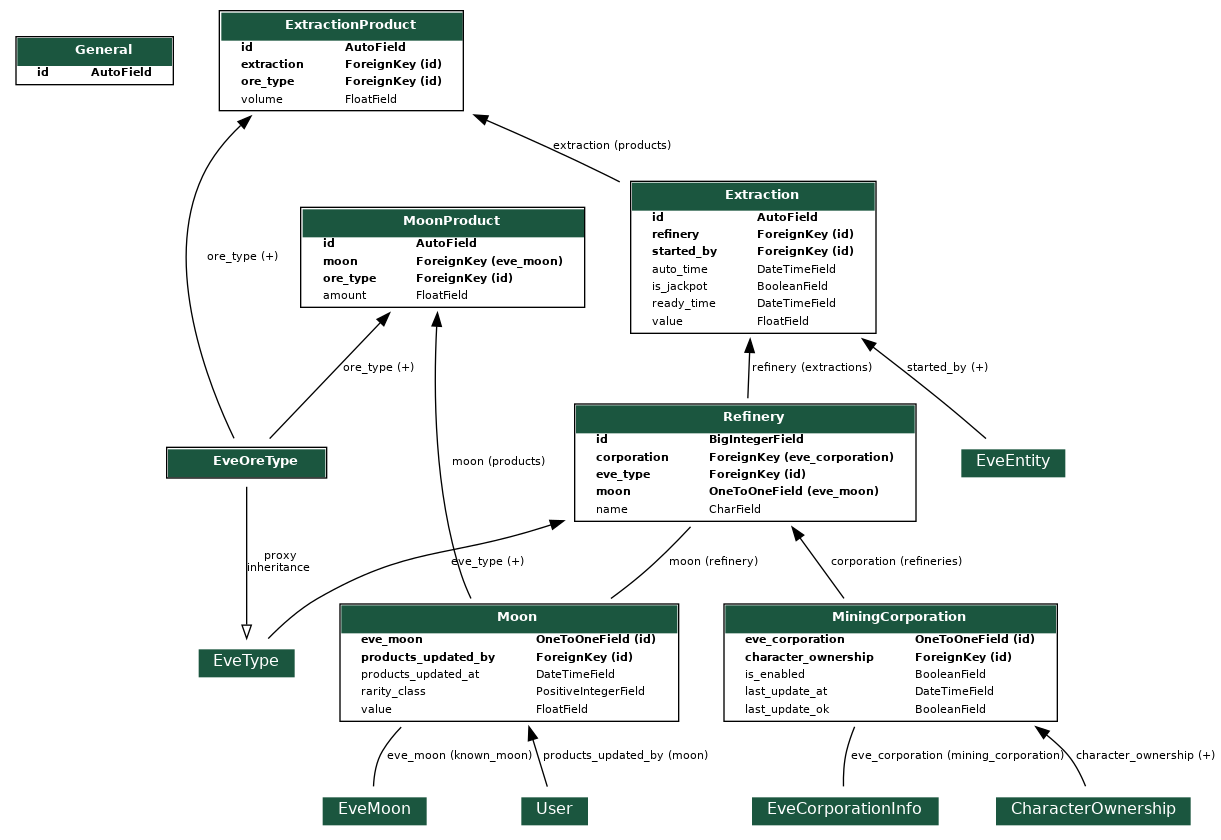 General
id AutoField
ExtractionProduct
id AutoField
extraction ForeignKey (id)
ore_type ForeignKey (id)
volume FloatField
extraction (products)
Extraction
id AutoField
refinery ForeignKey (id)
started_by ForeignKey (id)
auto_time DateTimeField
is_jackpot BooleanField
ready_time DateTimeField
value FloatField
MoonProduct
id AutoField
moon ForeignKey (eve_moon)
ore_type ForeignKey (id)
amount FloatField
ore_type (+)
ore_type (+)
refinery (extractions)
started_by (+)
Refinery
id BigIntegerField
corporation ForeignKey (eve_corporation)
eve_type ForeignKey (id)
moon OneToOneField (eve_moon)
name CharField
EveOreType
moon (products)
EveEntity
proxy
inheritance
eve_type (+)
moon (refinery)
corporation (refineries)
EveType
Moon
eve_moon OneToOneField (id)
products_updated_by ForeignKey (id)
products_updated_at DateTimeField
rarity_class PositiveIntegerField
value FloatField
MiningCorporation
eve_corporation OneToOneField (id)
character_ownership ForeignKey (id)
is_enabled BooleanField
last_update_at DateTimeField
last_update_ok BooleanField
eve_moon (known_moon)
products_updated_by (moon)
eve_corporation (mining_corporation)
character_ownership (+)
EveMoon
User
EveCorporationInfo
CharacterOwnership